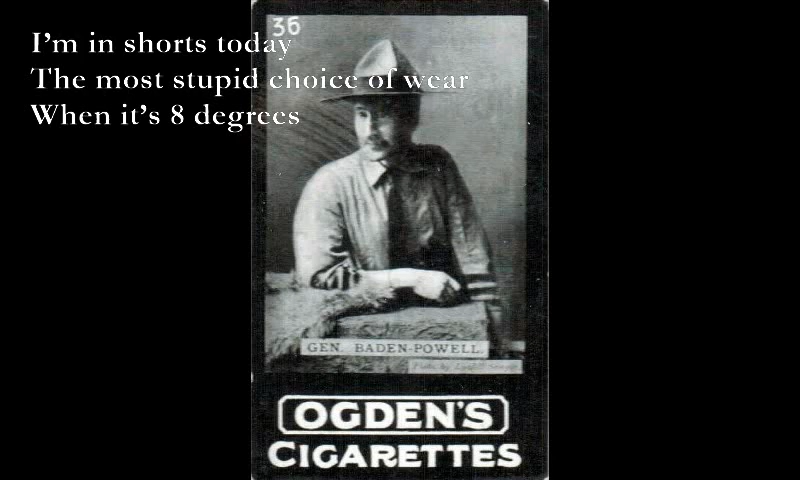 36
I'm in shorts today
The most stupid choice of wear
When it's 8 degrees
GEN. BADEN-POWELL.
OGDEN'S
CIGARETTES